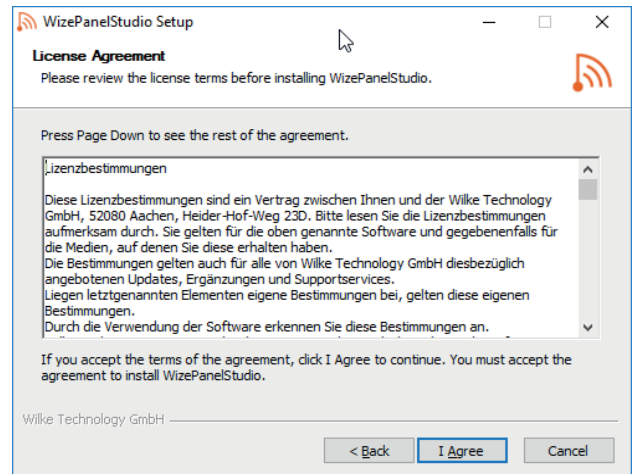 WizePanelStudio Setup
License Agreement
Please review the license terms before installing WizePanelStudio.
Press Page Down to see the rest of the agreement.
Lizenzbestimmungen
Diese Lizenzbestimmungen sind ein Vertrag zwischen Ihnen und der Wilke Technology
GmbH, 52080 Aachen, Heider-Hof-Weg 23D. Bitte lesen Sie die Lizenzbestimmungen
aufmerksam durch. Sie gelten für die oben genannte Software und gegebenenfalls für
die Medien, auf denen Sie diese erhalten haben.
Die Bestimmungen gelten auch für alle von Wilke Technology GmbH diesbezüglich
angebotenen Updates, Ergänzungen und Supportservices.
Liegen letztgenannten Elementen eigene Bestimmungen bei, gelten diese eigenen
Bestimmungen.
Durch die Verwendung der Software erkennen Sie diese Bestimmungen an.
If you accept the terms of the agreement, click I Agree to continue. You must accept the
agreement to install WizePanelStudio.
Wilke Technology GmbH
< Back
I Agree
Cancel